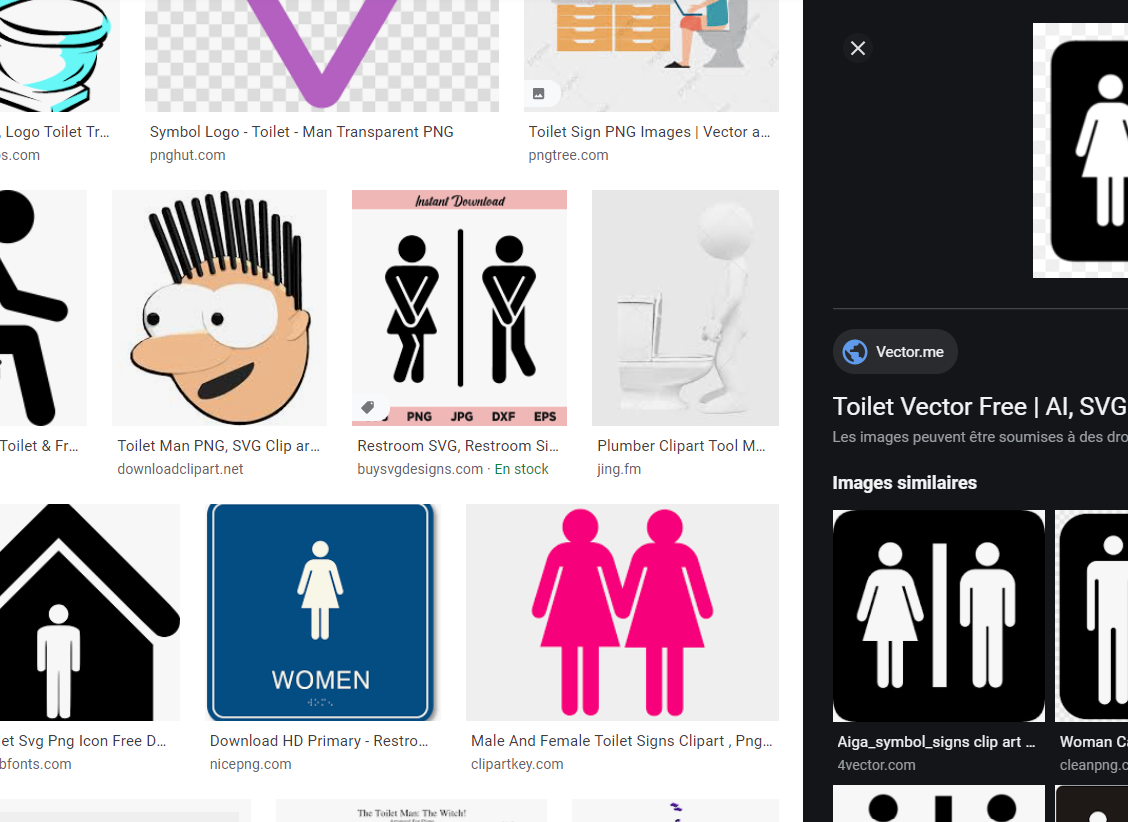 , Logo Toilet Tr...
s.com
Symbol Logo - Toilet - Man Transparent PNG
pnghut.com
Toilet Sign PNG Images | Vector a...
pngtree.com
Instant Download
PNG JPG DXF EPS
Toilet & Fr...
Toilet Man PNG, SVG Clip ar...
downloadclipart.net
Restroom SVG, Restroom Si...
buysvgdesigns.com · En stock
Plumber Clipart Tool M...
jing.fm
WOMEN
et Svg Png Icon Free D...
bfonts.com
Download HD Primary - Restro...
nicepng.com
Male And Female Toilet Signs Clipart , Png...
clipartkey.com
The Toilet Man: The Witch!
Vector.me
Toilet Vector Free | AI, SVG
Les images peuvent être soumises à des dro
Images similaires
Aiga_symbol_signs clip art ...
4vector.com
Woman Ca
cleanpng.c